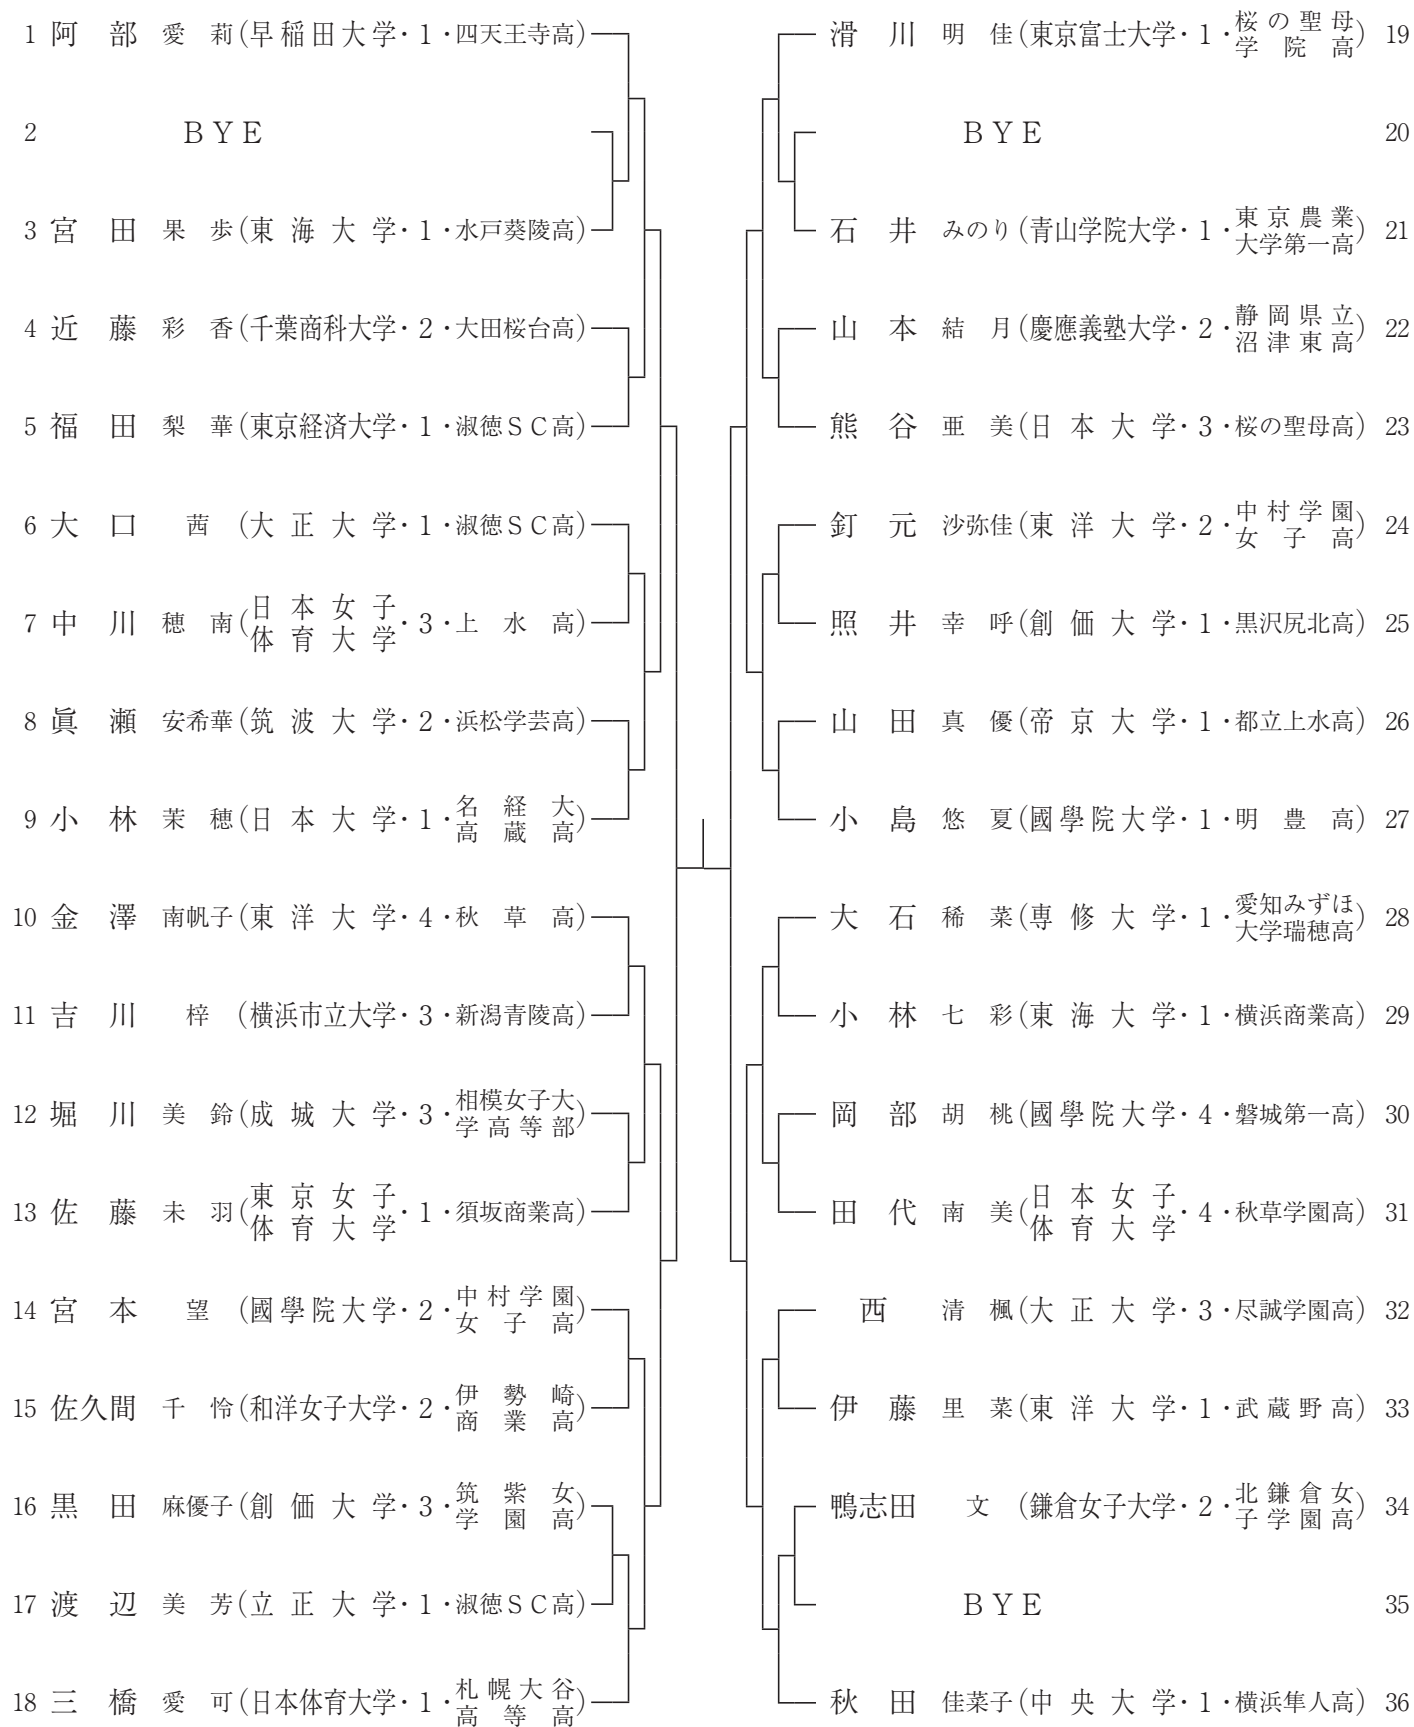 1 阿部 愛莉(早稲田大学・1・四天王寺高)
2 BYE
3 宮田 果歩(東海大学・1・水戸葵陵高)
4 近藤 彩香(千葉商科大学・2・大田桜台高)
5 福田 梨華(東京経済大学・1・淑徳SC高)
6 大口 茜(大正大学・1・淑徳SC高)
7 中川 穂南(日本女子体育大学・3・上水高)
8 眞瀬 安希華(筑波大学・2・浜松学芸高)
9 小林 茉穂(日本大学・1・名経大高蔵高)
10 金澤 南帆子(東洋大学・4・秋草高)
11 吉川 梓(横浜市立大学・3・新潟青陵高)
12 堀川 美鈴(成城大学・3・相模女子大学高等部)
13 佐藤 未羽(東京女子体育大学・1・須坂商業高)
14 宮本 望(國學院大学・2・中村学園女子高)
15 佐久間 千怜(和洋女子大学・2・伊勢崎商業高)
16 黒田 麻優子(創価大学・3・筑紫女学園高)
17 渡辺 美芳(立正大学・1・淑徳SC高)
18 三橋 愛可(日本体育大学・1・札幌大谷高等高)
滑川 明佳(東京富士大学・1・桜の聖母学院高) 19
BYE 20
石井 みのり(青山学院大学・1・東京農業大学第一高) 21
山本 結月(慶應義塾大学・2・静岡県立沼津東高) 22
熊谷 亜美(日本大学・3・桜の聖母高) 23
釘元 沙弥佳(東洋大学・2・中村学園女子高) 24
照井 幸呼(創価大学・1・黒沢尻北高) 25
山田 真優(帝京大学・1・都立上水高) 26
小島 悠夏(國學院大学・1・明豊高) 27
大石 稀菜(専修大学・1・愛知みずほ大学瑞穂高) 28
小林 七彩(東海大学・1・横浜商業高) 29
岡部 胡桃(國學院大学・4・磐城第一高) 30
田代 南美(日本女子体育大学・4・秋草学園高) 31
西 清楓(大正大学・3・尽誠学園高) 32
伊藤 里菜(東洋大学・1・武蔵野高) 33
鴨志田 文(鎌倉女子大学・2・北鎌倉女子学園高) 34
BYE 35
秋田 佳菜子(中央大学・1・横浜隼人高) 36